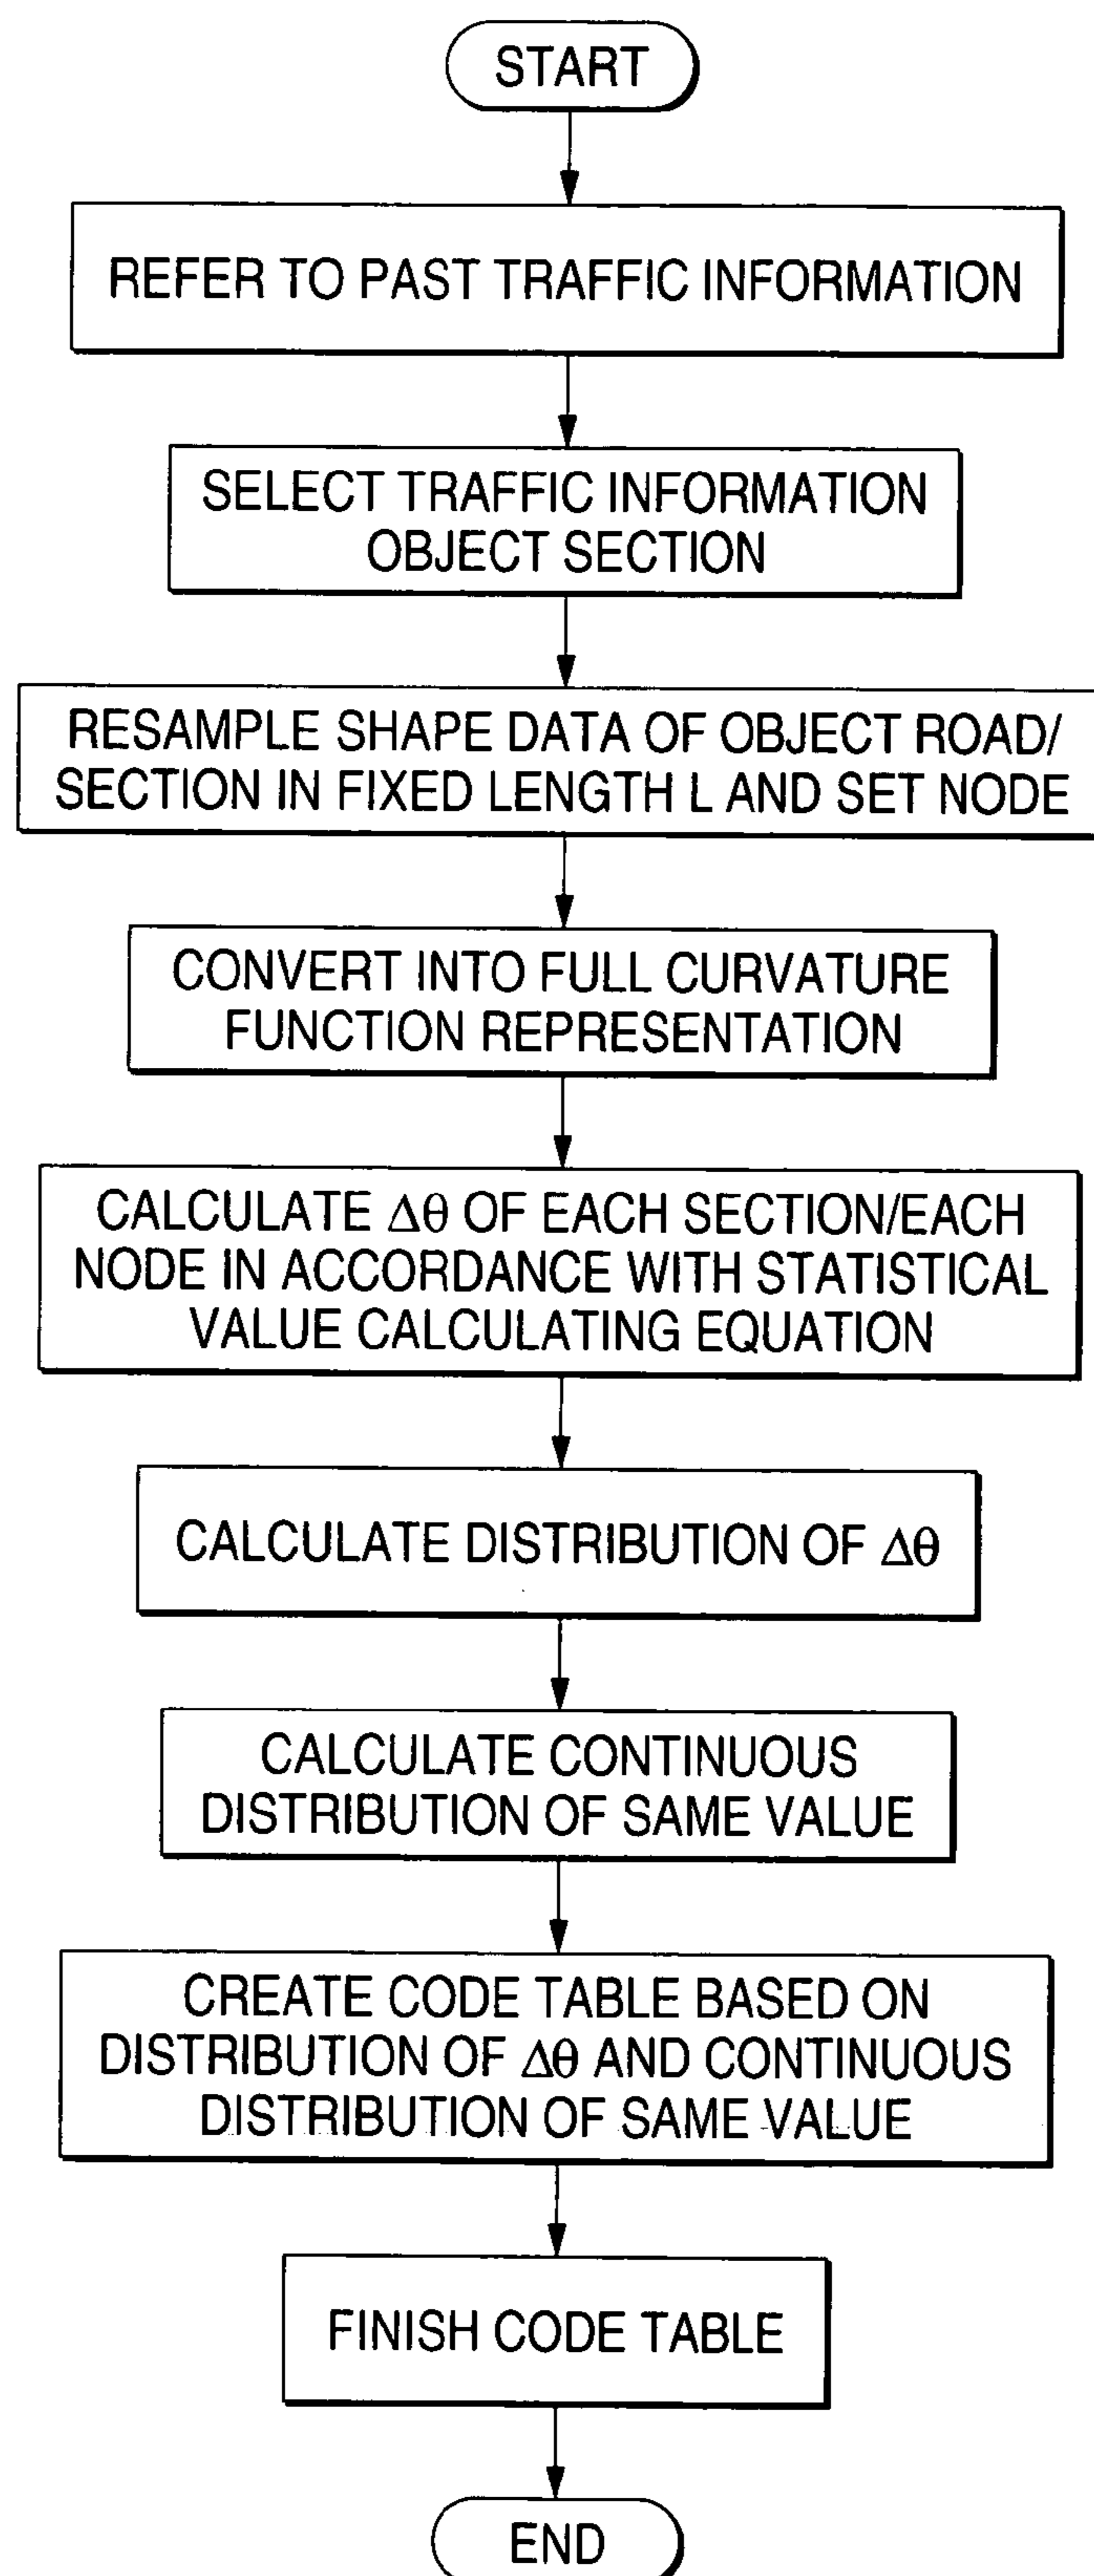 START
REFER TO PAST TRAFFIC INFORMATION
SELECT TRAFFIC INFORMATION
OBJECT SECTION
RESAMPLE SHAPE DATA OF OBJECT ROAD/
SECTION IN FIXED LENGTH L AND SET NODE
CONVERT INTO FULL CURVATURE
FUNCTION REPRESENTATION
CALCULATE Δθ OF EACH SECTION/EACH
NODE IN ACCORDANCE WITH STATISTICAL
VALUE CALCULATING EQUATION
CALCULATE DISTRIBUTION OF Δθ
CALCULATE CONTINUOUS
DISTRIBUTION OF SAME VALUE
CREATE CODE TABLE BASED ON
DISTRIBUTION OF Δθ AND CONTINUOUS
DISTRIBUTION OF SAME VALUE
FINISH CODE TABLE
END